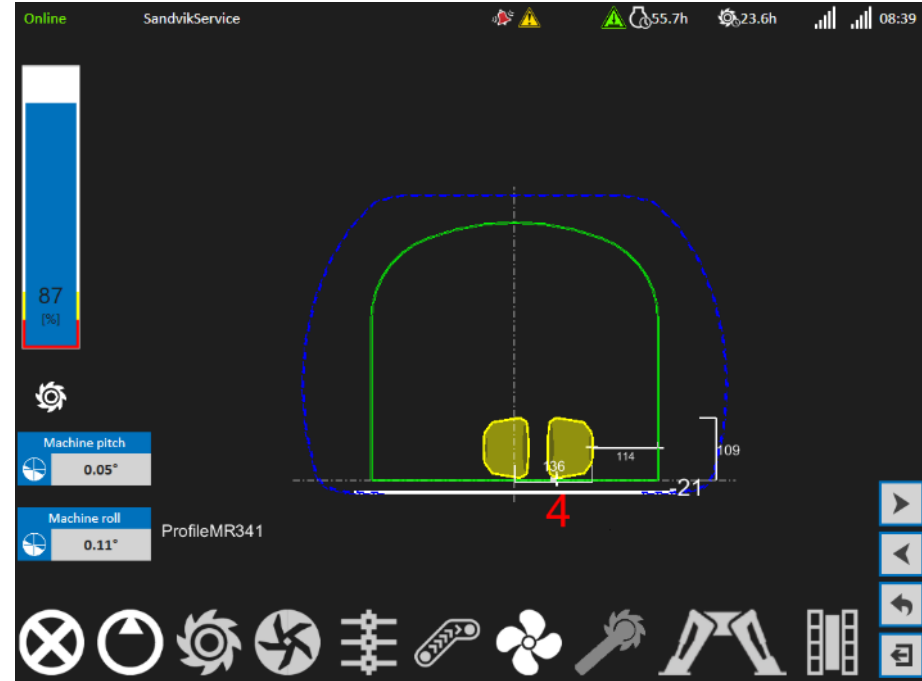 Online SandvikService 55.7h 23.6h 08:39
87
[%]
Machine pitch
0.05°
Machine roll
0.11°
ProfileMR341
136
114
109
-21
4